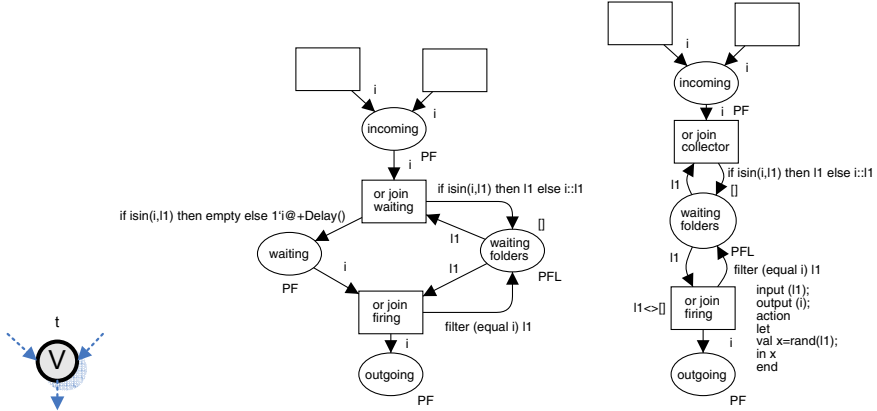 t
V
i
i
incoming
PF
i
or join
waiting
if isin(i,l1) then l1 else i::l1
if isin(i,l1) then empty else 1`i@+Delay()
[]
waiting
PF
l1
waiting
folders
PFL
l1
i
or join
firing
filter (equal i) l1
i
outgoing
PF
i
i
incoming
PF
i
or join
collector
if isin(i,l1) then l1 else i::l1
l1
[]
waiting
folders
PFL
l1
filter (equal i) l1
l1<>[]
or join
firing
input (l1);
output (i);
action
let
val x=rand(l1);
in x
end
i
outgoing
PF